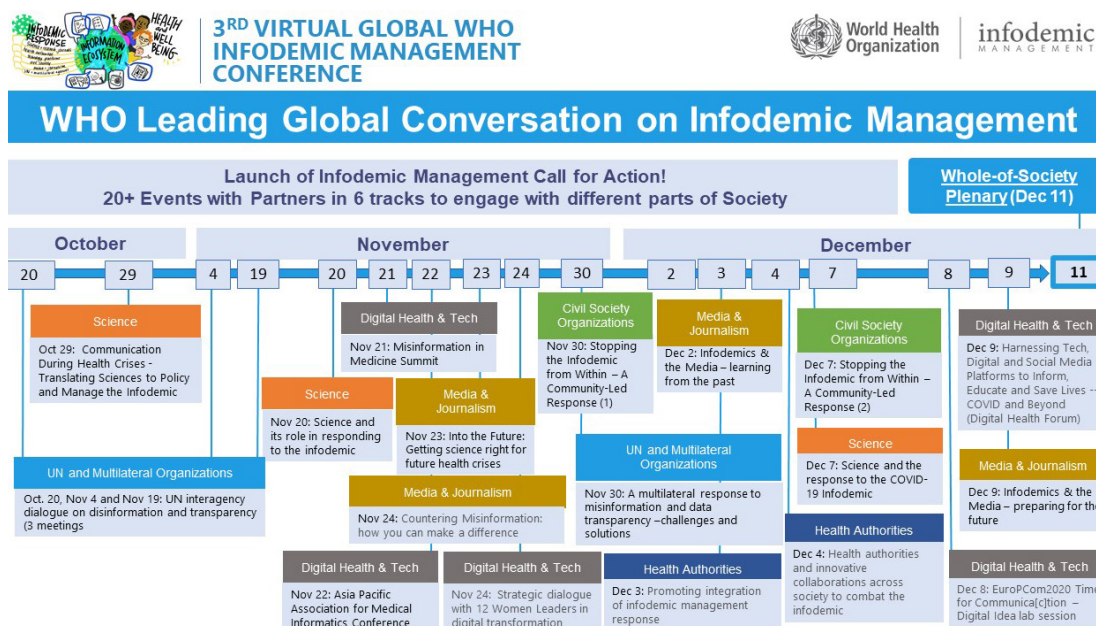 INFODEMIC
RESPONSE
INFORMATION
ECOSYSTEM
HEALTH
and
WELL
BEING
3RD VIRTUAL GLOBAL WHO
INFODEMIC MANAGEMENT
CONFERENCE
World Health
Organization
infodemic
MANAGEMENT
WHO Leading Global Conversation on Infodemic Management
Launch of Infodemic Management Call for Action!
20+ Events with Partners in 6 tracks to engage with different parts of Society
Whole-of-Society
Plenary (Dec 11)
October
November
December
20 29 4 19 20 21 22 23 24 30 2 3 4 7 8 9 11
Science
Oct 29: Communication
During Health Crises -
Translating Sciences to Policy
and Manage the Infodemic
UN and Multilateral Organizations
Oct. 20, Nov 4 and Nov 19: UN interagency
dialogue on disinformation and transparency
(3 meetings
Science
Nov 20: Science and
its role in responding
to the infodemic
Digital Health & Tech
Nov 21: Misinformation in
Medicine Summit
Media &
Journalism
Nov 23: Into the Future:
Getting science right for
future health crises
Media & Journalism
Nov 24: Countering Misinformation:
how you can make a difference
Digital Health & Tech
Nov 22: Asia Pacific
Association for Medical
Informatics Conference
Digital Health & Tech
Nov 24: Strategic dialogue
with 12 Women Leaders in
digital transformation
Civil Society
Organizations
Nov 30: Stopping
the Infodemic
from Within – A
Community-Led
Response (1)
Media &
Journalism
Dec 2: Infodemics &
the Media – learning
from the past
UN and Multilateral
Organizations
Nov 30: A multilateral response to
misinformation and data
transparency –challenges and
solutions
Health Authorities
Dec 3: Promoting integration
of infodemic management
response
Civil Society
Organizations
Dec 7: Stopping the
Infodemic from Within –
A Community-Led
Response (2)
Science
Dec 7: Science and the
response to the COVID-
19 Infodemic
Health Authorities
Dec 4: Health authorities
and innovative
collaborations across
society to combat the
infodemic
Digital Health & Tech
Dec 9: Harnessing Tech,
Digital and Social Media
Platforms to Inform,
Educate and Save Lives --
COVID and Beyond
(Digital Health Forum)
Media & Journalism
Dec 9: Infodemics & the
Media – preparing for the
future
Digital Health & Tech
Dec 8: EuroPCom2020 Time
for Communica[c]tion –
Digital Idea lab session